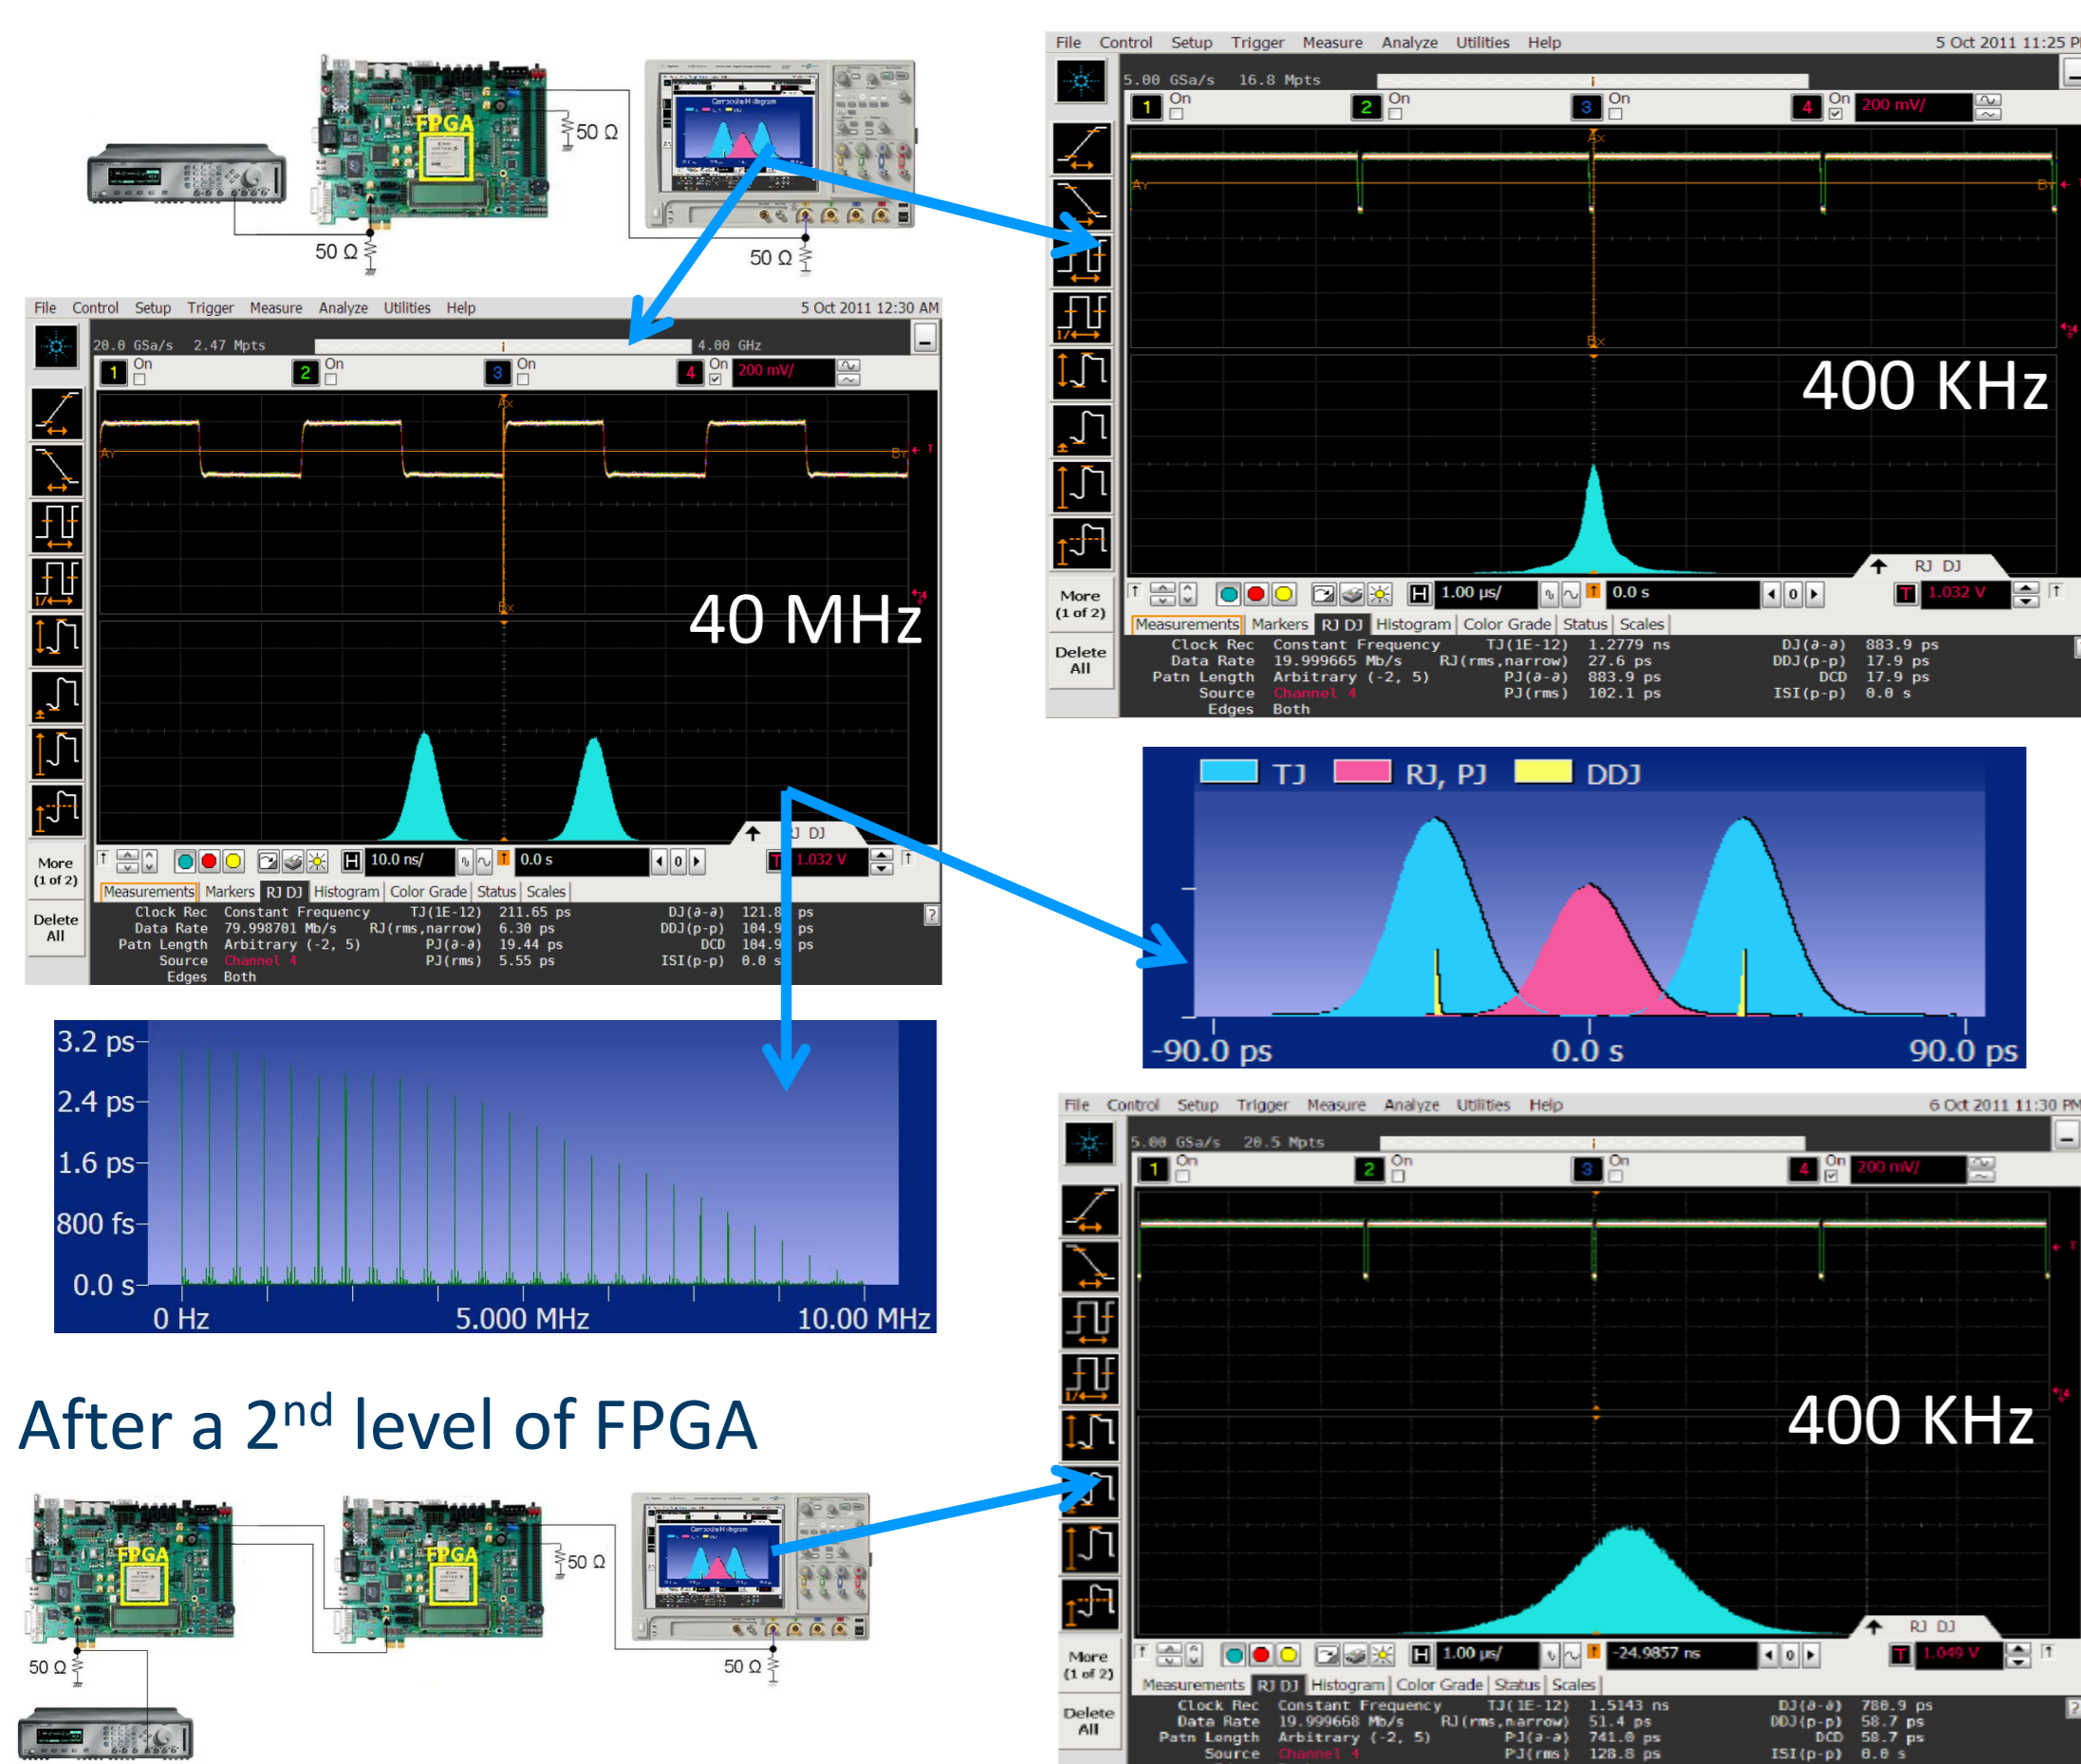 FPGA
50 Ω
50 Ω
50 Ω
Composite Histogram
File Control Setup Trigger Measure Analyze Utilities Help 5 Oct 2011 11:25 P
5.00 GSa/s 16.8 Mpts
1 On 2 On 3 On 4 On 200 mV/
Ax
Ay By T
Bx
400 KHz
RJ DJ
More
(1 of 2)
H 1.00 µs/ 0.0 s 0 T 1.032 V
Measurements Markers RJ DJ Histogram Color Grade Status Scales
Delete
All
Clock Rec Constant Frequency TJ(1E-12) 1.2779 ns DJ(∂-∂) 883.9 ps
Data Rate 19.999665 Mb/s RJ(rms,narrow) 27.6 ps DDJ(p-p) 17.9 ps
Patn Length Arbitrary (-2, 5) PJ(∂-∂) 883.9 ps DCD 17.9 ps
Source Channel 4 PJ(rms) 102.1 ps ISI(p-p) 0.0 s
Edges Both
File Control Setup Trigger Measure Analyze Utilities Help 5 Oct 2011 12:30 AM
20.0 GSa/s 2.47 Mpts 4.00 GHz
1 On 2 On 3 On 4 On 200 mV/
Ax
Ay By T
Bx
40 MHz
RJ DJ
More
(1 of 2)
H 10.0 ns/ 0.0 s 0 T 1.032 V
Measurements Markers RJ DJ Histogram Color Grade Status Scales
Delete
All
Clock Rec Constant Frequency TJ(1E-12) 211.65 ps DJ(∂-∂) 121.8 ps
Data Rate 79.998701 Mb/s RJ(rms,narrow) 6.30 ps DDJ(p-p) 104.9 ps
Patn Length Arbitrary (-2, 5) PJ(∂-∂) 19.44 ps DCD 104.9 ps
Source Channel 4 PJ(rms) 5.55 ps ISI(p-p) 0.0 s
Edges Both
TJ RJ, PJ DDJ
-90.0 ps 0.0 s 90.0 ps
3.2 ps
2.4 ps
1.6 ps
800 fs
0.0 s
0 Hz 5.000 MHz 10.00 MHz
After a 2nd level of FPGA
FPGA FPGA
50 Ω
50 Ω 50 Ω
File Control Setup Trigger Measure Analyze Utilities Help 6 Oct 2011 11:30 PM
5.00 GSa/s 20.5 Mpts
1 On 2 On 3 On 4 On 200 mV/
T
400 KHz
RJ DJ
More
(1 of 2)
H 1.00 µs/ -24.9857 ns 0 T 1.049 V
Measurements RJ DJ Histogram Color Grade Status Scales
Delete
All
Clock Rec Constant Frequency TJ(1E-12) 1.5143 ns DJ(∂-∂) 780.9 ps
Data Rate 19.999668 Mb/s RJ(rms,narrow) 51.4 ps DDJ(p-p) 58.7 ps
Patn Length Arbitrary (-2, 5) PJ(∂-∂) 741.0 ps DCD 58.7 ps
Source Channel 4 PJ(rms) 128.8 ps ISI(p-p) 0.0 s